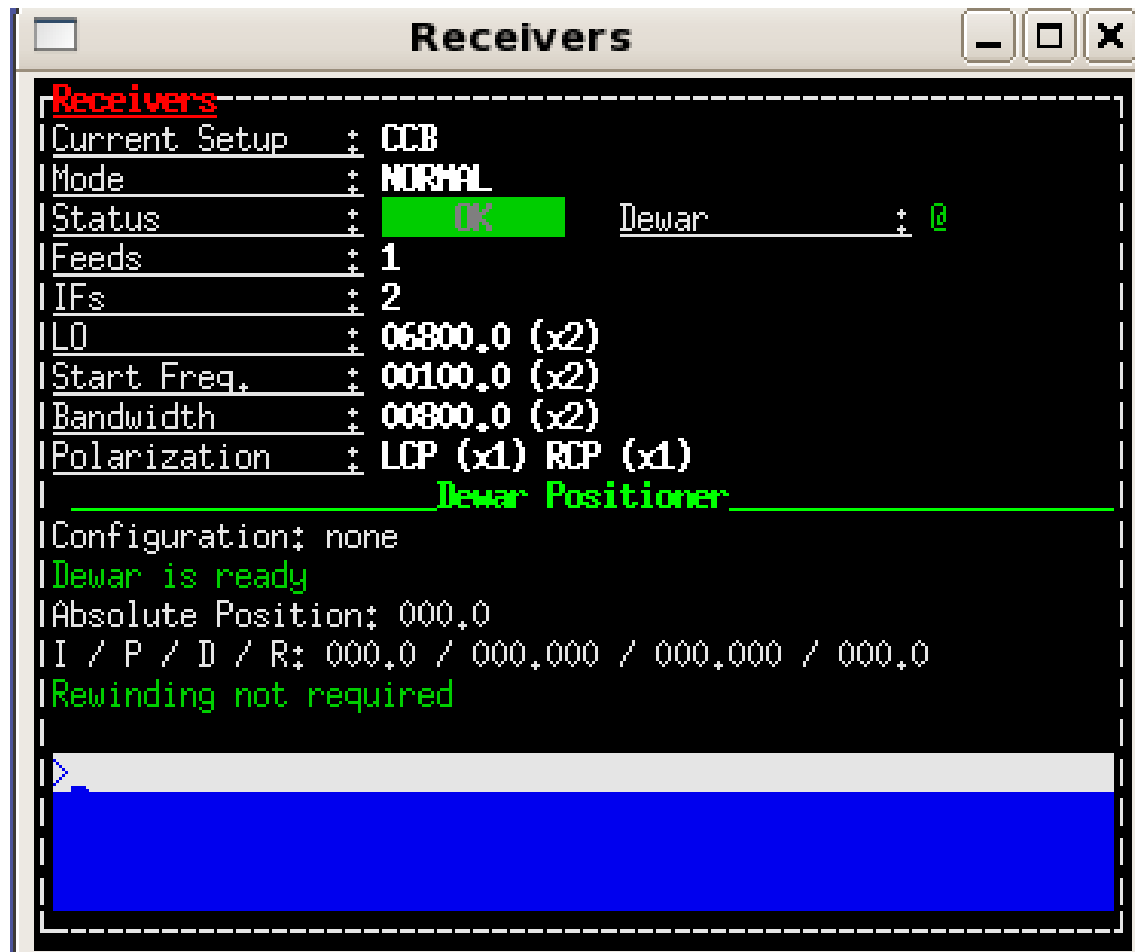 Receivers
Receivers
Current Setup : CCB
Mode : NORMAL
Status : OK Dewar : @
Feeds : 1
IFs : 2
LO : 06800.0 (x2)
Start Freq. : 00100.0 (x2)
Bandwidth : 00800.0 (x2)
Polarization : LCP (x1) RCP (x1)
Dewar Positioner
Configuration: none
Dewar is ready
Absolute Position: 000.0
I / P / D / R: 000.0 / 000.000 / 000.000 / 000.0
Rewinding not required
>_